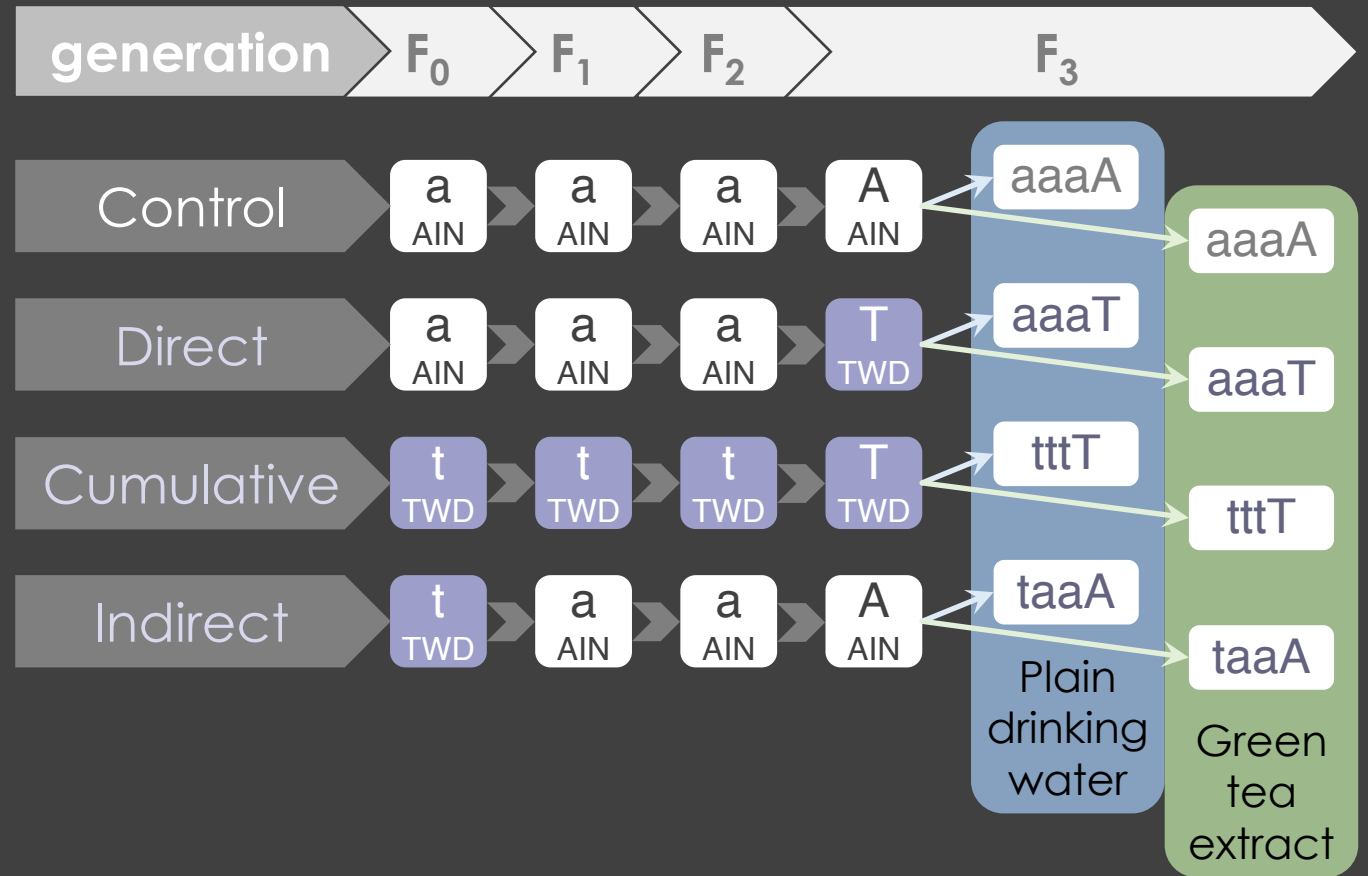 generation F₀ F₁ F₂ F₃
Control
a
AIN
a
AIN
a
AIN
A
AIN
aaaA
aaaA
Direct
a
AIN
a
AIN
a
AIN
T
TWD
aaaT
aaaT
Cumulative
t
TWD
t
TWD
t
TWD
T
TWD
tttT
tttT
Indirect
t
TWD
a
AIN
a
AIN
A
AIN
taaA
taaA
Plain
drinking
water
Green
tea
extract